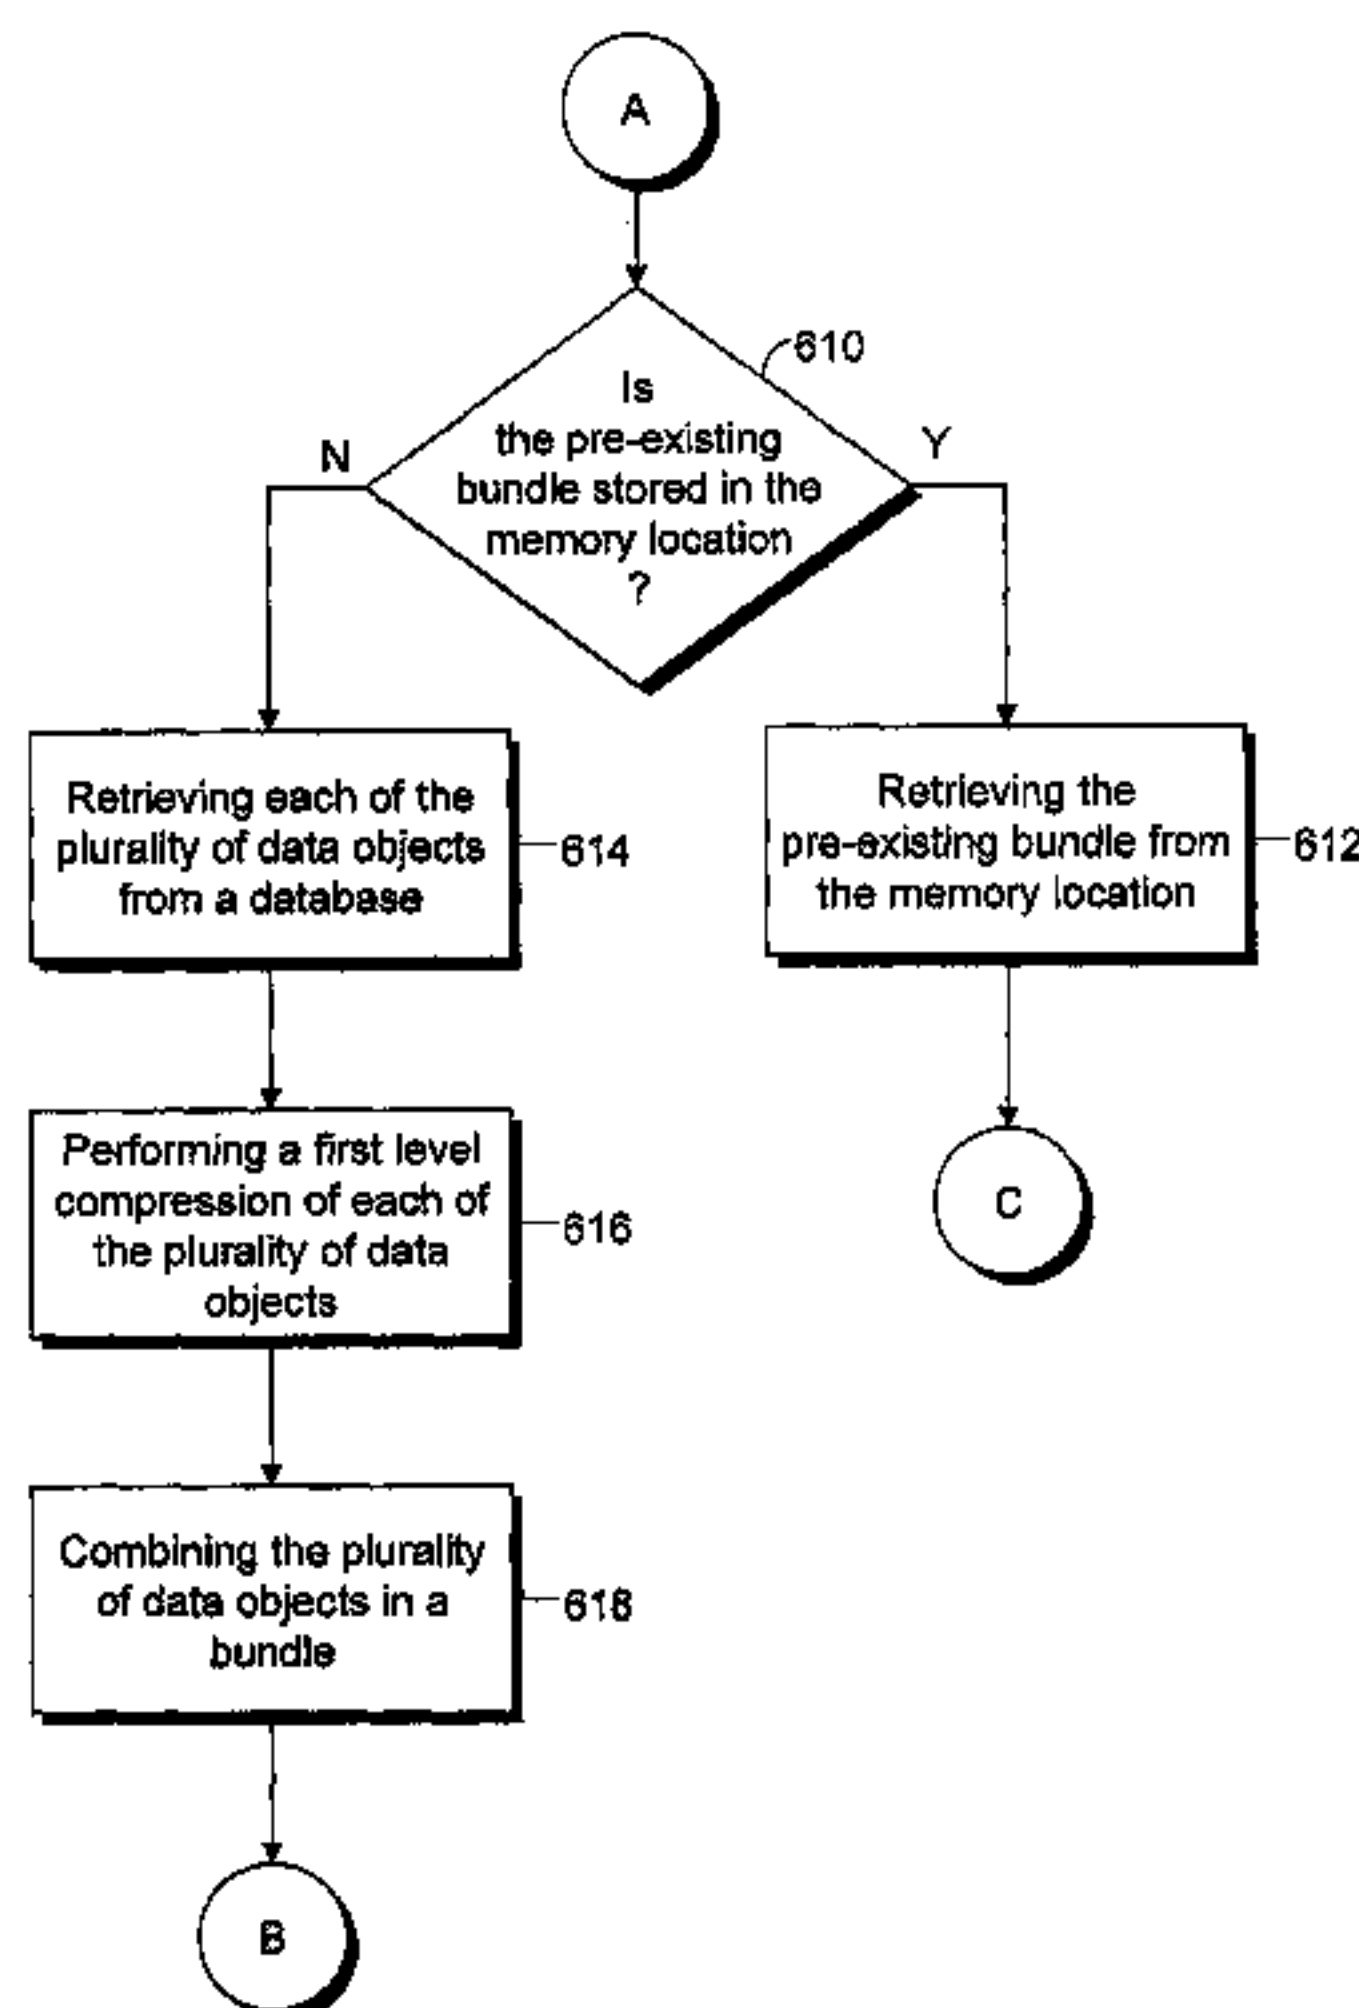 A
610
Is
the pre-existing
bundle stored in the
memory location
?
N
Y
Retrieving each of the
plurality of data objects
from a database
614
Retrieving the
pre-existing bundle from
the memory location
612
Performing a first level
compression of each of
the plurality of data
objects
616
C
Combining the plurality
of data objects in a
bundle
618
B